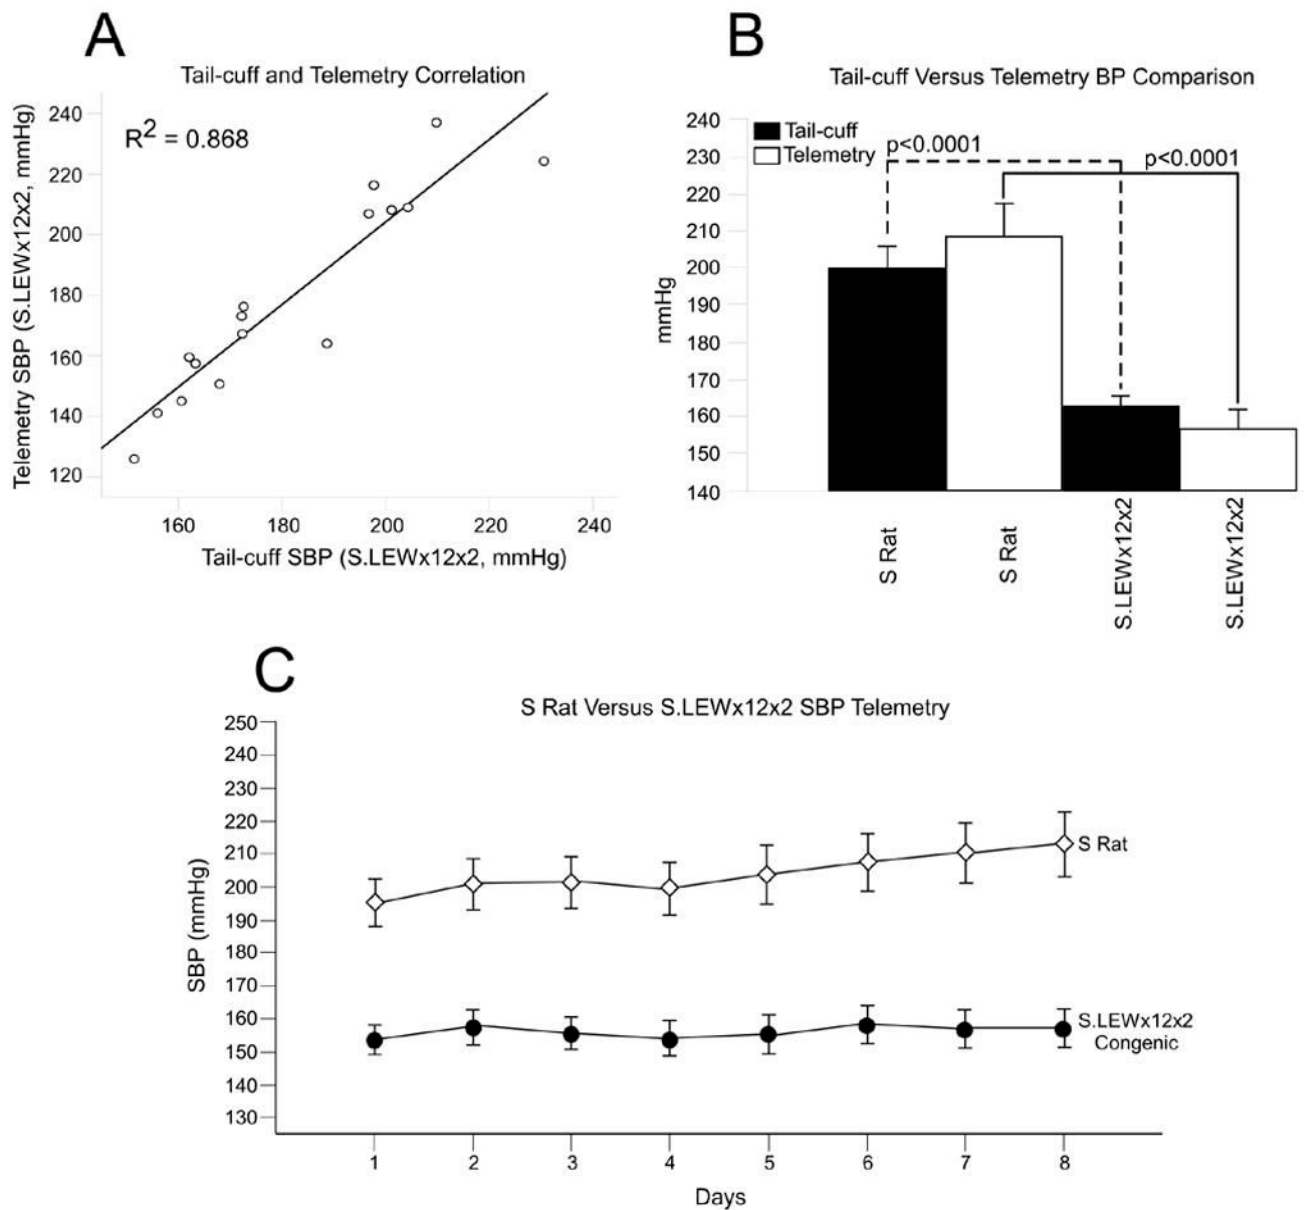 A
Tail-cuff and Telemetry Correlation
R2 = 0.868
Telemetry SBP (S.LEWx12x2, mmHg)
240
220
200
180
160
140
120
160 180 200 220 240
Tail-cuff SBP (S.LEWx12x2, mmHg)
B
Tail-cuff Versus Telemetry BP Comparison
Tail-cuff
Telemetry
p<0.0001
p<0.0001
mmHg
240
230
220
210
200
190
180
170
160
150
140
S Rat
S Rat
S.LEWx12x2
S.LEWx12x2
C
S Rat Versus S.LEWx12x2 SBP Telemetry
SBP (mmHg)
250
240
230
220
210
200
190
180
170
160
150
140
130
S Rat
S.LEWx12x2
Congenic
1 2 3 4 5 6 7 8
Days